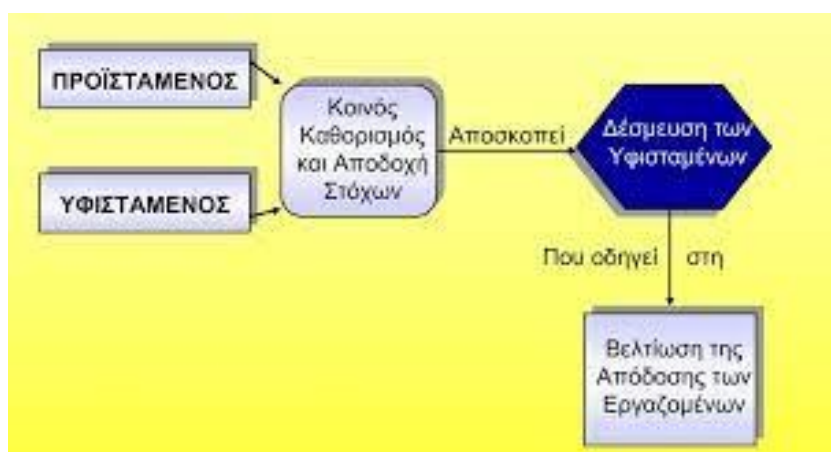 ΠΡΟΪΣΤΑΜΕΝΟΣ
ΥΦΙΣΤΑΜΕΝΟΣ
Κοινός
Καθορισμός
και Αποδοχή
Στόχων
Αποσκοπεί
Δέσμευση των
Υφισταμένων
Που οδηγεί στη
Βελτίωση της
Απόδοσης των
Εργαζομένων